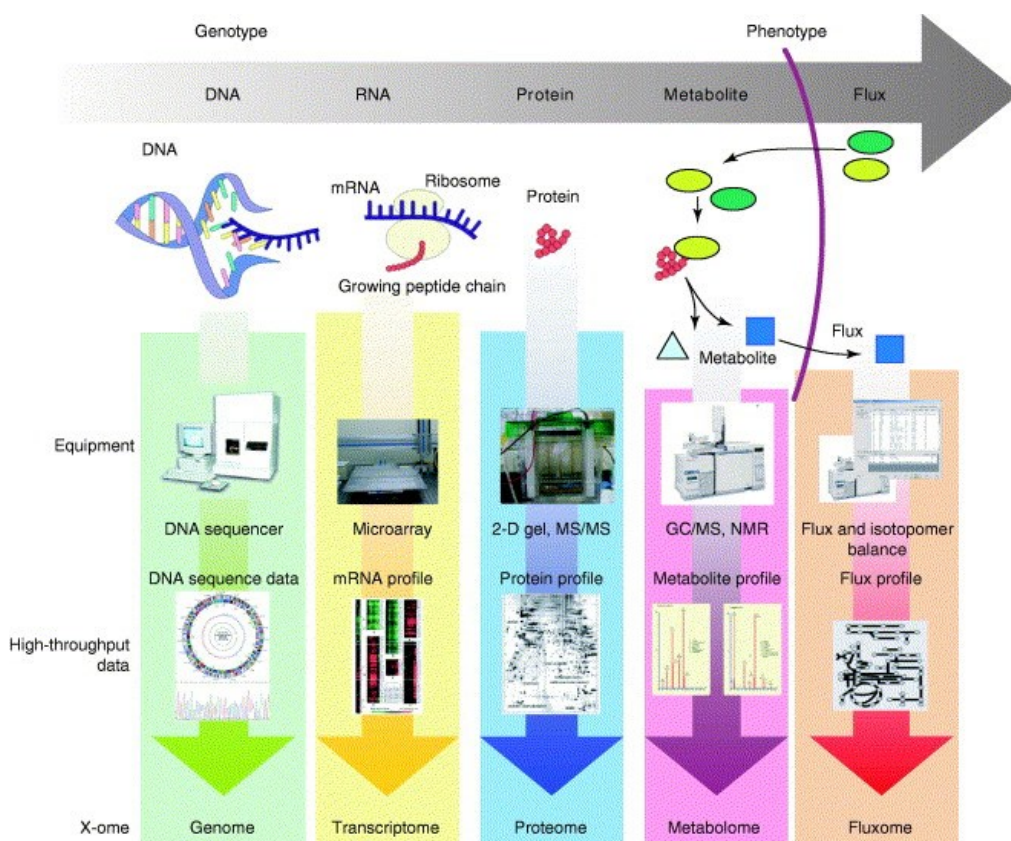 Genotype
Phenotype
DNA
RNA
Protein
Metabolite
Flux
DNA
mRNA
Ribosome
Growing peptide chain
Protein
Metabolite
Flux
Equipment
DNA sequencer
Microarray
2-D gel, MS/MS
GC/MS, NMR
Flux and isotopomer
balance
DNA sequence data
mRNA profile
Protein profile
Metabolite profile
Flux profile
High-throughput
data
X-ome
Genome
Transcriptome
Proteome
Metabolome
Fluxome